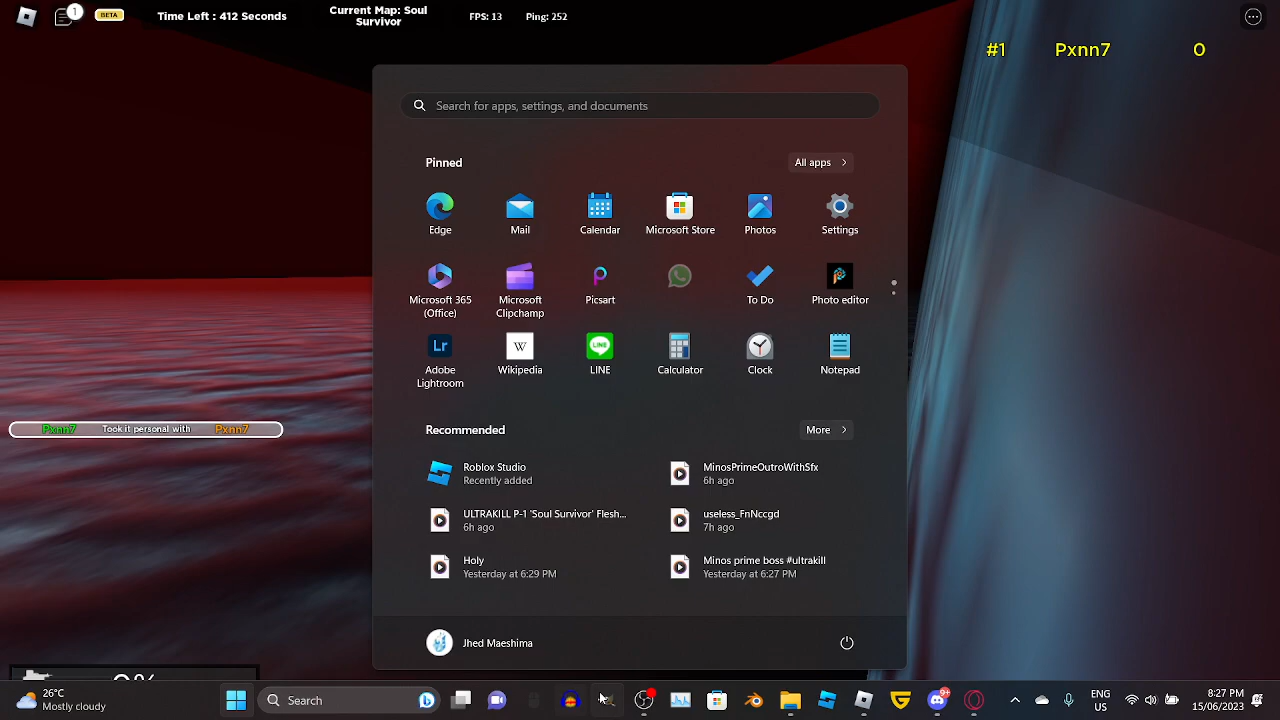 1
BETA
Time Left : 412 Seconds
Current Map: Soul
Survivor
FPS: 13
Ping: 252
#1 Pxnn7 0
Search for apps, settings, and documents
Pinned
All apps
Edge
Mail
Calendar
Microsoft Store
Photos
Settings
Microsoft 365
(Office)
Microsoft
Clipchamp
Picsart
To Do
Photo editor
Lr
Adobe
Lightroom
W
Wikipedia
LINE
LINE
Calculator
Clock
Notepad
Pxnn7 Took it personal with Pxnn7
Recommended
More
Roblox Studio
Recently added
MinosPrimeOutroWithSfx
6h ago
ULTRAKILL P-1 'Soul Survivor' Flesh...
6h ago
useless_FnNccgd
7h ago
Holy
Yesterday at 6:29 PM
Minos prime boss #ultrakill
Yesterday at 6:27 PM
Jhed Maeshima
26°C
Mostly cloudy
Search
9+
ENG
US
8:27 PM
15/06/2023